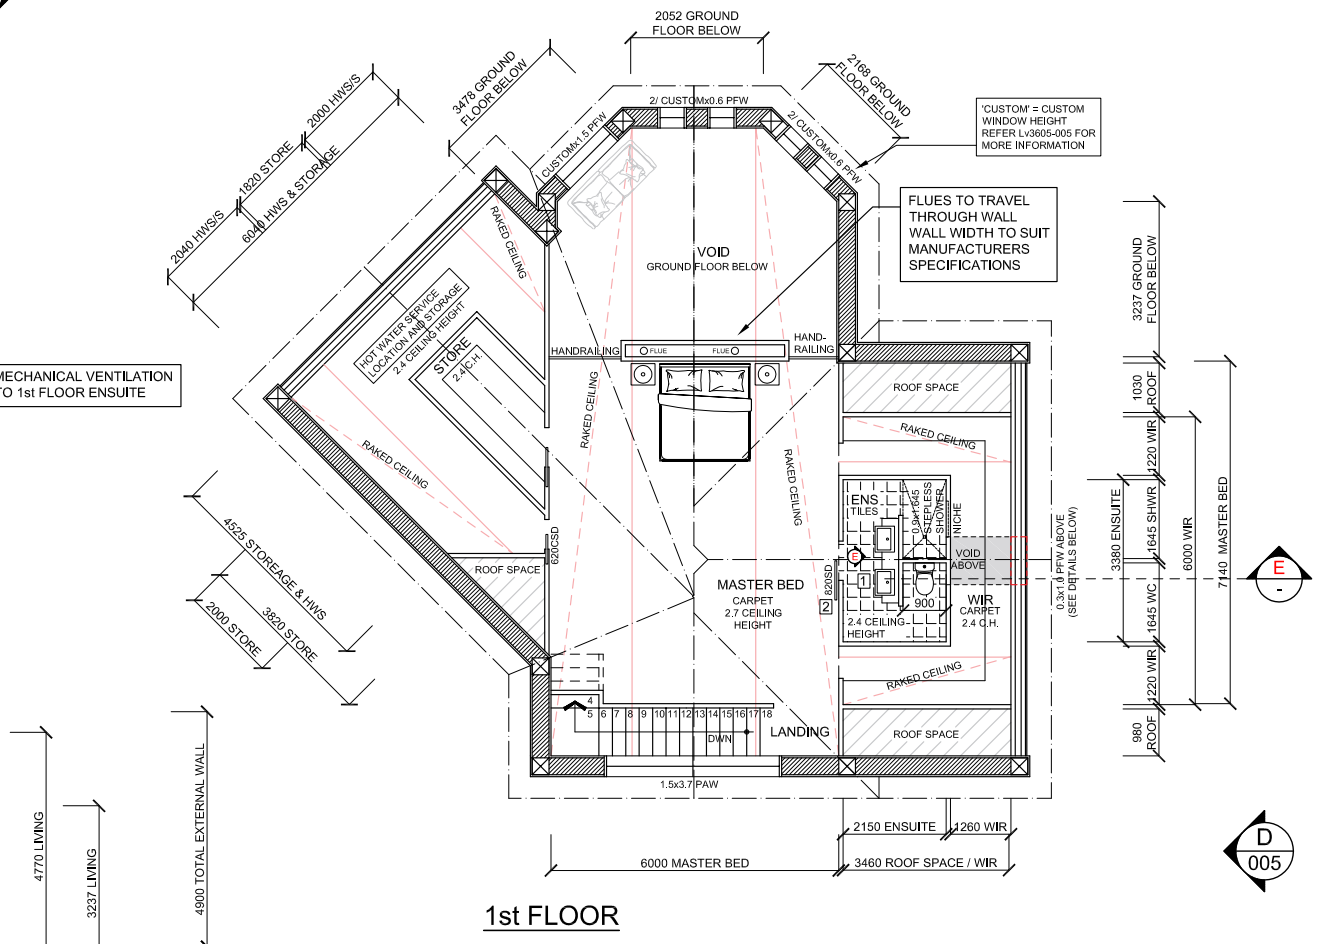 2052 GROUND
FLOOR BELOW
3478 GROUND
FLOOR BELOW
2168 GROUND
FLOOR BELOW
2000 HWS/S
1820 STORE
2040 HWS/S
6040 HWS & STORAGE
2/ CUSTOMx0.6 PFW
1 CUSTOMx1.5 PFW
2/ CUSTOMx0.6 PFW
'CUSTOM' = CUSTOM
WINDOW HEIGHT
REFER Lv3605-005 FOR
MORE INFORMATION
FLUES TO TRAVEL
THROUGH WALL
WALL WIDTH TO SUIT
MANUFACTURERS
SPECIFICATIONS
RAKED CEILING
VOID
GROUND FLOOR BELOW
HOT WATER SERVICE
LOCATION AND STORAGE
2.4 CEILING HEIGHT
STORE
2.4 C.H.
HANDRAILING
FLUE
FLUE
HAND-
RAILING
MECHANICAL VENTILATION
TO 1st FLOOR ENSUITE
RAKED CEILING
RAKED CEILING
RAKED CEILING
ROOF SPACE
RAKED CEILING
ENS
TILES
0.9x1.645
STEPLESS
SHOWER
NICHE
VOID
ABOVE
E
1
900
2.4 CEILING
HEIGHT
WIR
CARPET
2.4 C.H.
820SD
2
620CSD
ROOF SPACE
MASTER BED
CARPET
2.7 CEILING
HEIGHT
RAKED CEILING
ROOF SPACE
LANDING
DWN
4
5 6 7 8 9 10 11 12 13 14 15 16 17 18
1.5x3.7 PAW
0.3x1.0 PFW ABOVE
(SEE DETAILS BELOW)
3237 GROUND
FLOOR BELOW
1030
ROOF
1220 WIR
1645 SHWR
1645 WC
1220 WIR
980
ROOF
3380 ENSUITE
6000 WIR
7140 MASTER BED
E
-
D
005
4525 STOREAGE & HWS
3820 STORE
2000 STORE
4770 LIVING
3237 LIVING
4900 TOTAL EXTERNAL WALL
2150 ENSUITE
1260 WIR
6000 MASTER BED
3460 ROOF SPACE / WIR
1st FLOOR